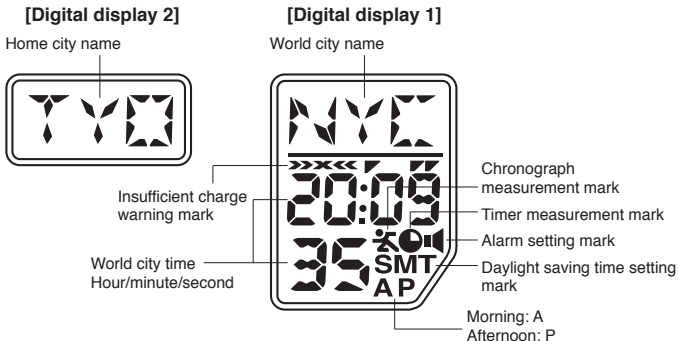 [Digital display 2]
Home city name
TYO
[Digital display 1]
World city name
NYC
20:09
35
SMT
A P
Insufficient charge
warning mark
World city time
Hour/minute/second
Chronograph
measurement mark
Timer measurement mark
Alarm setting mark
Daylight saving time setting
mark
Morning: A
Afternoon: P